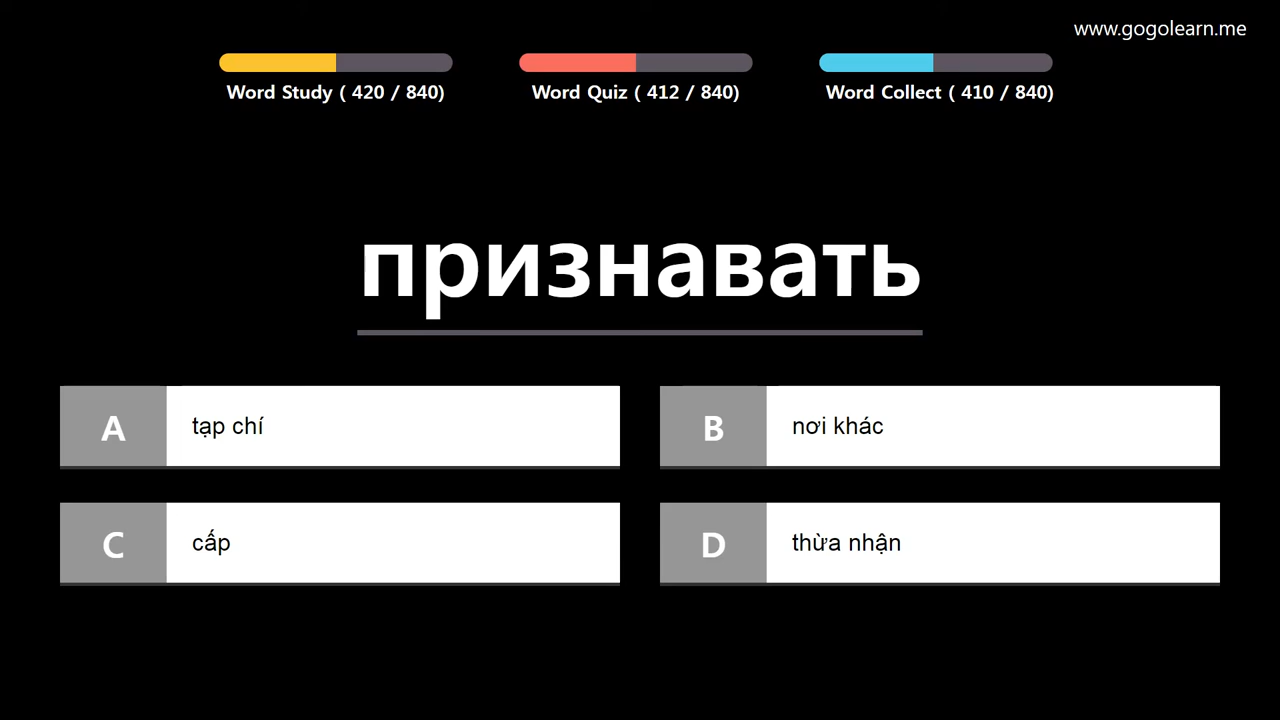 www.gogolearn.me
Word Study ( 420 / 840)
Word Quiz ( 412 / 840)
Word Collect ( 410 / 840)
признавать
A
tạp chí
B
nơi khác
C
cấp
D
thừa nhận